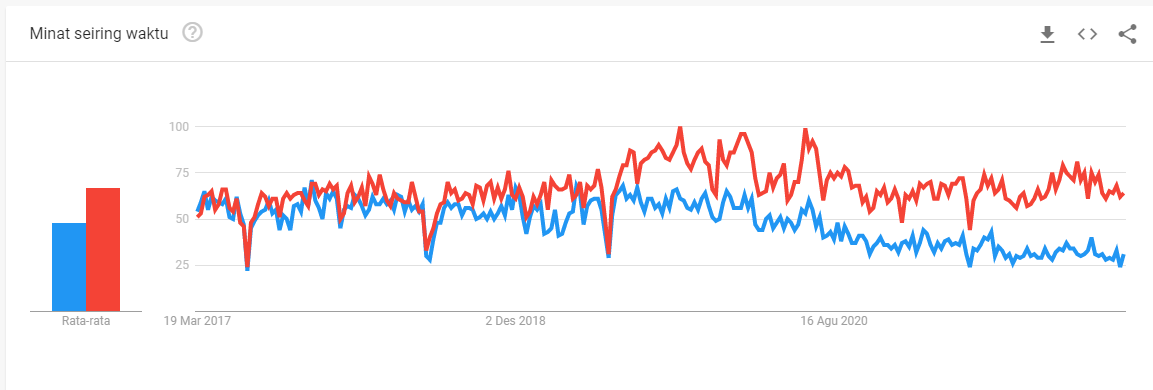 Minat seiring waktu
100
75
50
25
Rata-rata
19 Mar 2017
2 Des 2018
16 Agu 2020